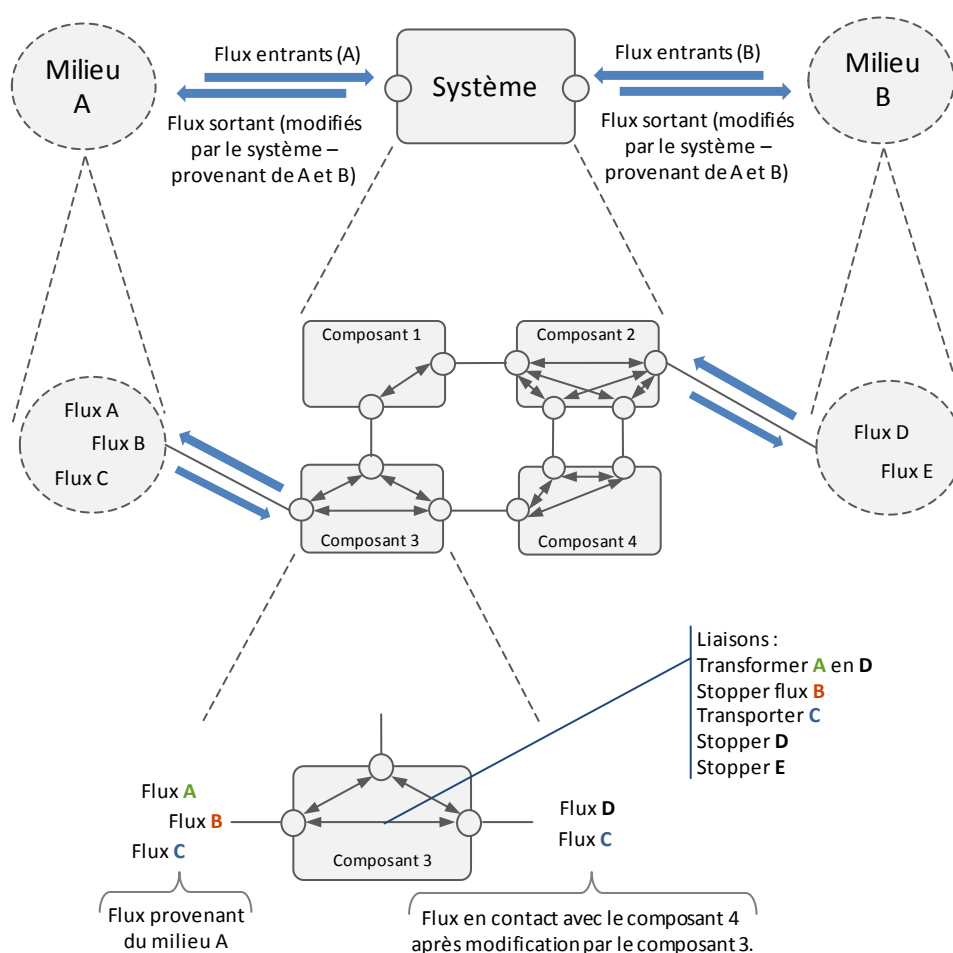 Milieu
A
Flux entrants (A)
Flux sortant (modifiés
par le système –
provenant de A et B)
Système
Flux entrants (B)
Flux sortant (modifiés
par le système –
provenant de A et B)
Milieu
B
Composant 1
Composant 2
Flux A
Flux B
Flux C
Flux D
Flux E
Composant 3
Composant 4
Liaisons :
Transformer A en D
Stopper flux B
Transporter C
Stopper D
Stopper E
Flux A
Flux B
Flux C
Composant 3
Flux D
Flux C
Flux provenant
du milieu A
Flux en contact avec le composant 4
après modification par le composant 3.